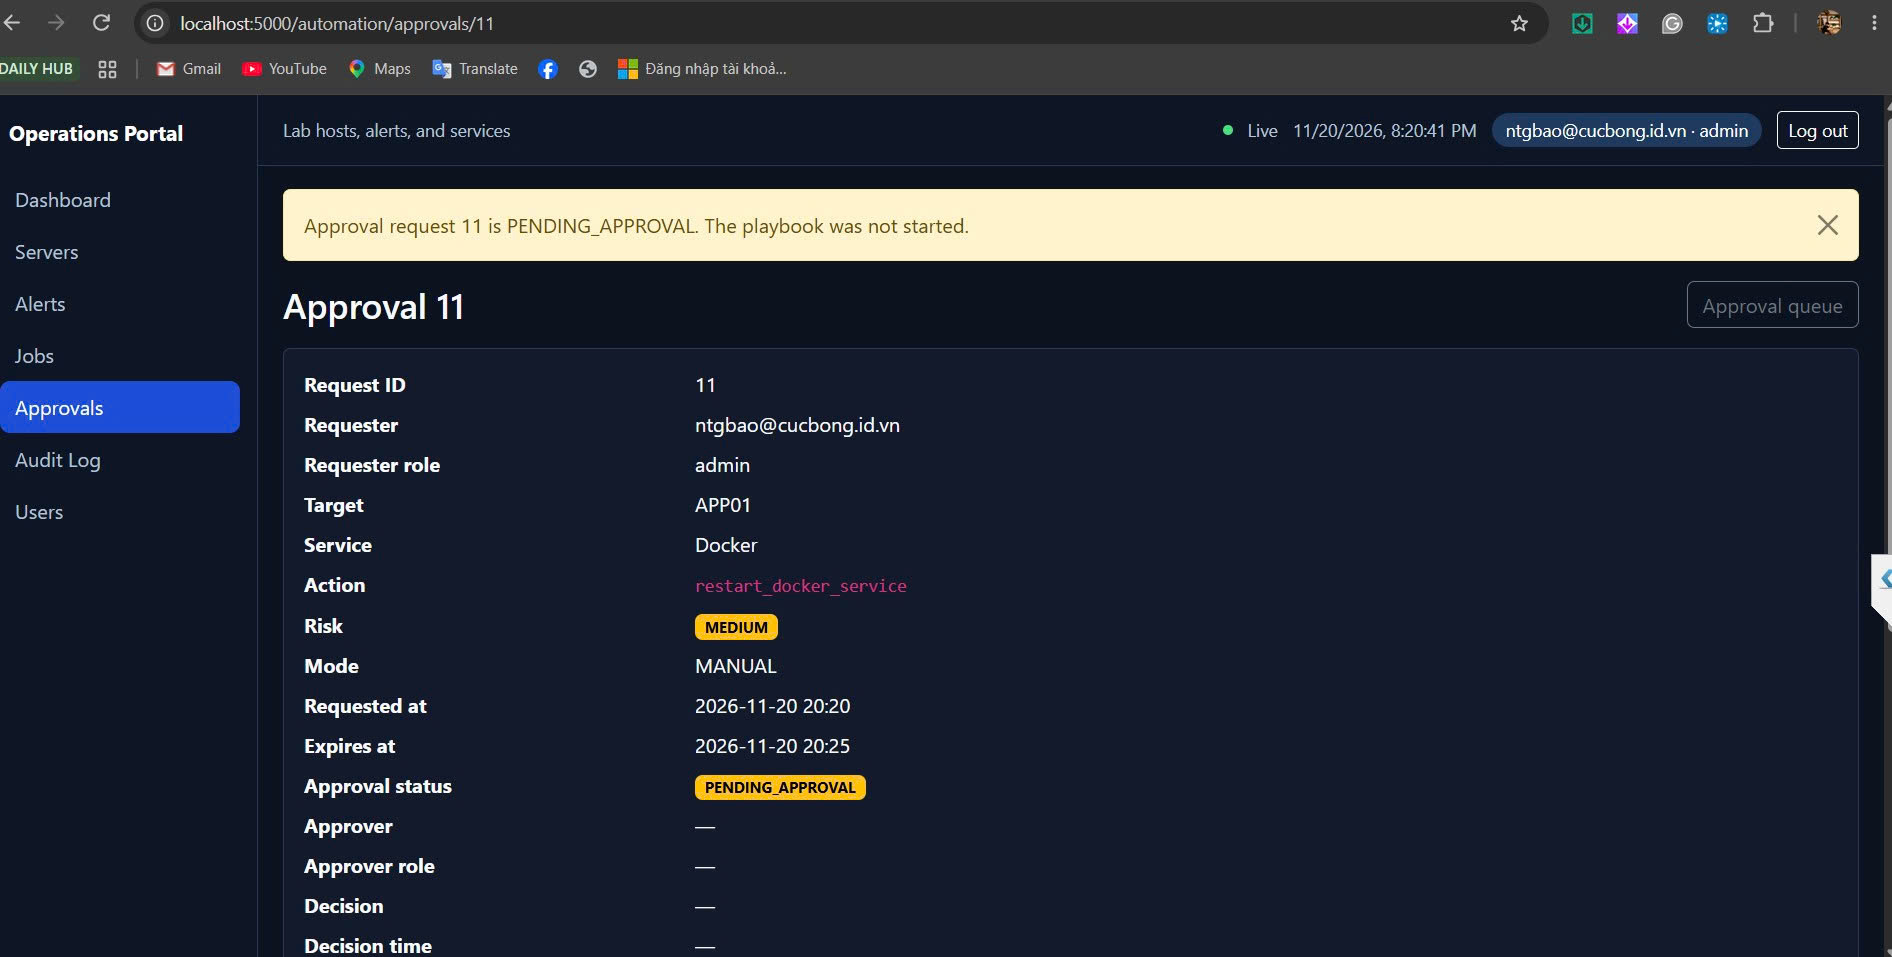 localhost:5000/automation/approvals/11
DAILY HUB
Gmail
YouTube
Maps
Translate
Đăng nhập tài khoả...
Operations Portal
Lab hosts, alerts, and services
Live
11/20/2026, 8:20:41 PM
ntgbao@cucbong.id.vn · admin
Log out
Dashboard
Servers
Alerts
Jobs
Approvals
Audit Log
Users
Approval request 11 is PENDING_APPROVAL. The playbook was not started.
Approval 11
Approval queue
Request ID 11
Requester ntgbao@cucbong.id.vn
Requester role admin
Target APP01
Service Docker
Action restart_docker_service
Risk MEDIUM
Mode MANUAL
Requested at 2026-11-20 20:20
Expires at 2026-11-20 20:25
Approval status PENDING_APPROVAL
Approver —
Approver role —
Decision —
Decision time —